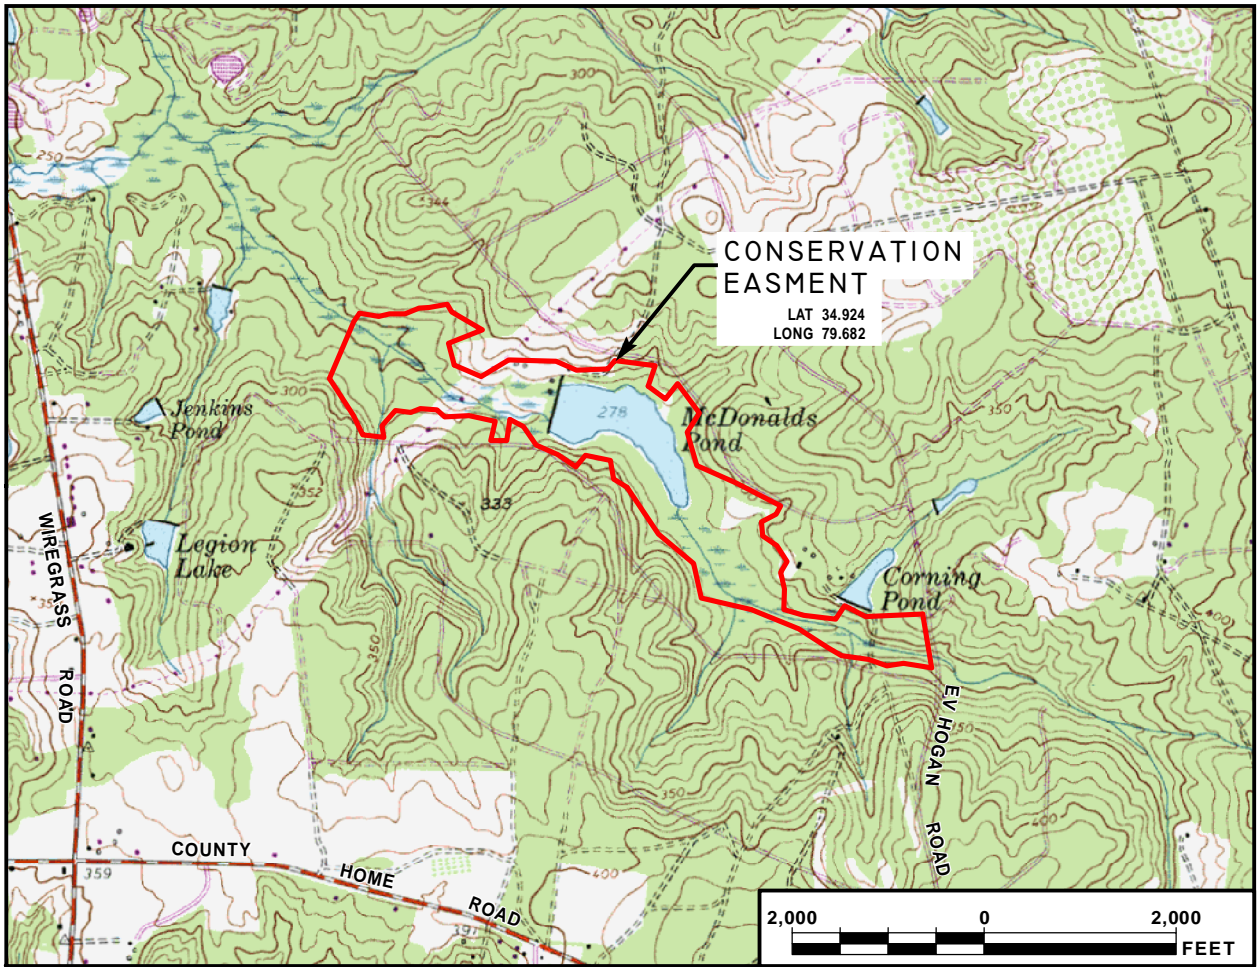 300
250
344
CONSERVATION
EASMENT
LAT 34.924
LONG 79.682
300
Jenkins
Pond
278
McDonalds
Pond
350
352
333
WIREGRASS
ROAD
Legion
Lake
Corning
Pond
400
350
EV HOGAN
ROAD
350
400
COUNTY
HOME
ROAD
359
400
397
2,000 0 2,000
FEET